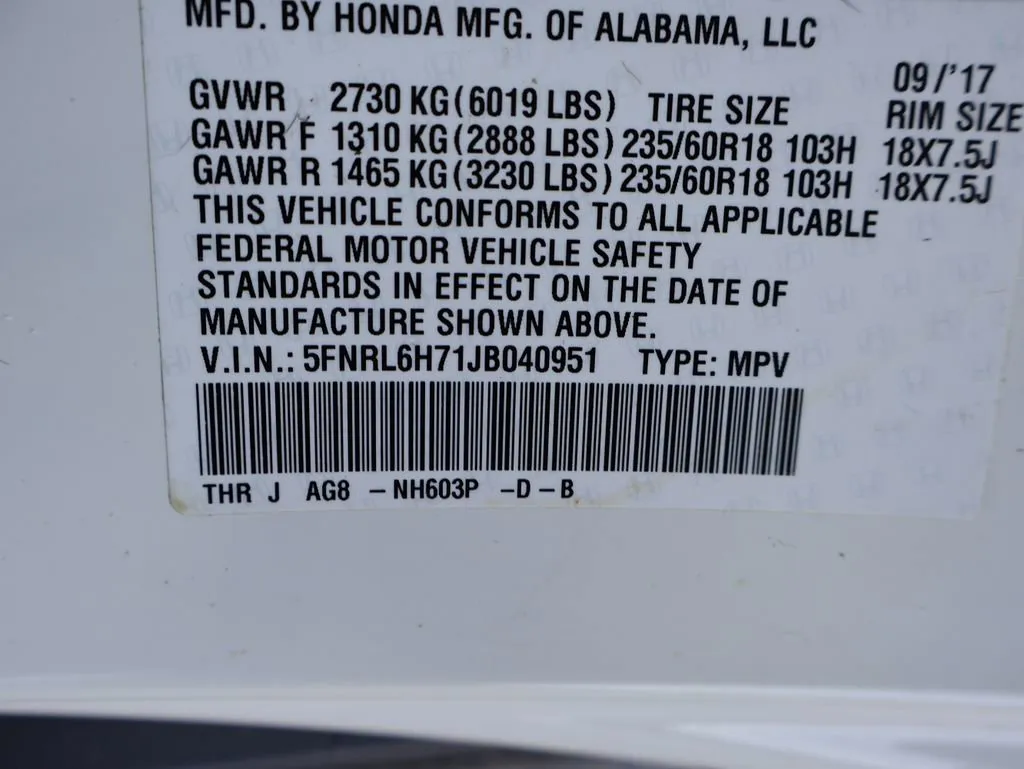 MFD. BY HONDA MFG. OF ALABAMA, LLC
09/'17
GVWR 2730 KG (6019 LBS) TIRE SIZE RIM SIZE
GAWR F 1310 KG (2888 LBS) 235/60R18 103H 18X7.5J
GAWR R 1465 KG (3230 LBS) 235/60R18 103H 18X7.5J
THIS VEHICLE CONFORMS TO ALL APPLICABLE
FEDERAL MOTOR VEHICLE SAFETY
STANDARDS IN EFFECT ON THE DATE OF
MANUFACTURE SHOWN ABOVE.
V.I.N.: 5FNRL6H71JB040951 TYPE: MPV
THR J AG8 -NH603P -D-B